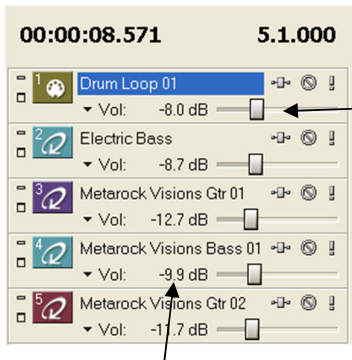 00:00:08.571 5.1.000
1 Drum Loop 01
Vol: -8.0 dB
2 Electric Bass
Vol: -8.7 dB
3 Metarock Visions Gtr 01
Vol: -12.7 dB
4 Metarock Visions Bass 01
Vol: -9.9 dB
5 Metarock Visions Gtr 02
Vol: dB